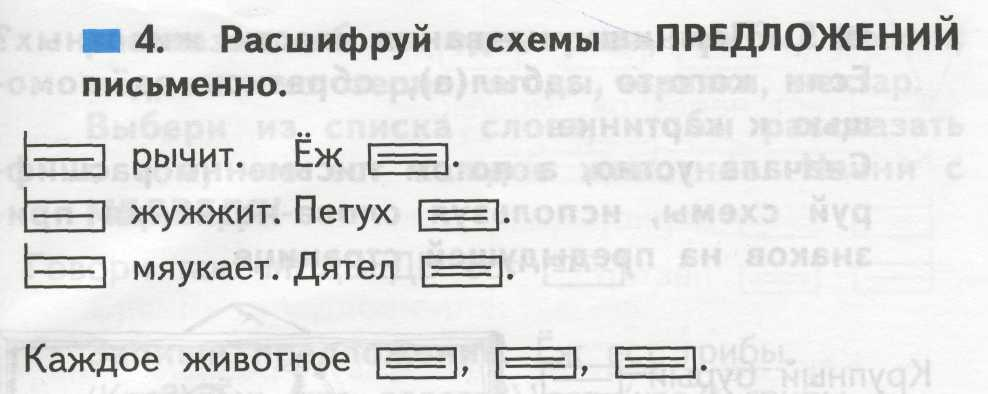 4. Расшифруй схемы ПРЕДЛОЖЕНИЙ
письменно.
рычит. Ёж .
жужжит. Петух .
мяукает. Дятел .
Каждое животное , , .